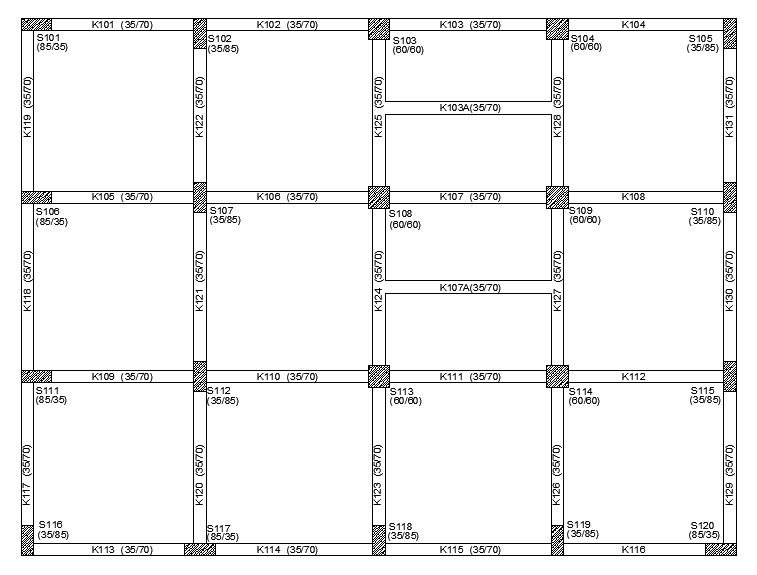 K101 (35/70)
K102 (35/70)
K103 (35/70)
K104
S101
(85/35)
S102
(35/85)
S103
(60/60)
S104
(60/60)
S105
(35/85)
K119 (35/70)
K122 (35/70)
K125 (35/70)
K103A(35/70)
K128 (35/70)
K131 (35/70)
K105 (35/70)
K106 (35/70)
K107 (35/70)
K108
S106
(85/35)
S107
(35/85)
S108
(60/60)
S109
(60/60)
S110
(35/85)
K118 (35/70)
K121 (35/70)
K124 (35/70)
K107A(35/70)
K127 (35/70)
K130 (35/70)
K109 (35/70)
K110 (35/70)
K111 (35/70)
K112
S111
(85/35)
S112
(35/85)
S113
(60/60)
S114
(60/60)
S115
(35/85)
K117 (35/70)
K120 (35/70)
K123 (35/70)
K126 (35/70)
K129 (35/70)
S116
(35/85)
S117
(85/35)
S118
(35/85)
S119
(35/85)
S120
(85/35)
K113 (35/70)
K114 (35/70)
K115 (35/70)
K116